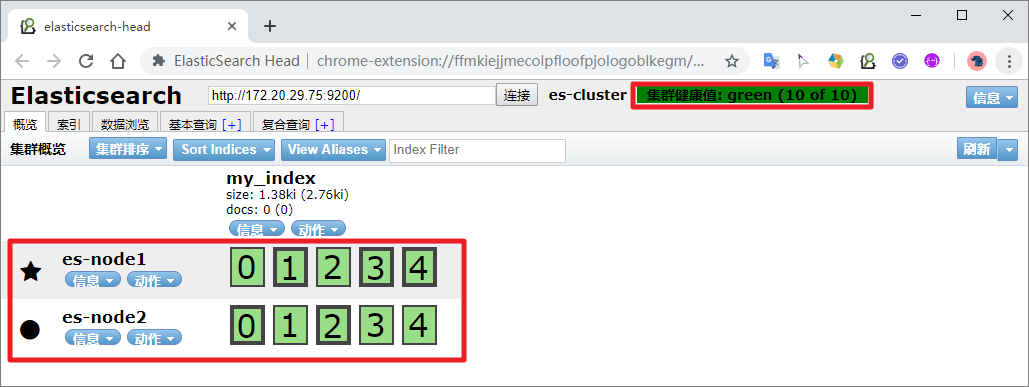 elasticsearch-head
ElasticSearch Head | chrome-extension://ffmkiejjmecolpfloofpjologoblkegm/...
Elasticsearch http://172.20.29.75:9200/ 连接 es-cluster 集群健康值: green (10 of 10) 信息
概览 索引 数据浏览 基本查询 [+] 复合查询 [+]
集群概览 集群排序 Sort Indices View Aliases Index Filter 刷新
my_index
size: 1.38ki (2.76ki)
docs: 0 (0)
信息 动作
es-node1 0 1 2 3 4
信息 动作
es-node2 0 1 2 3 4
信息 动作